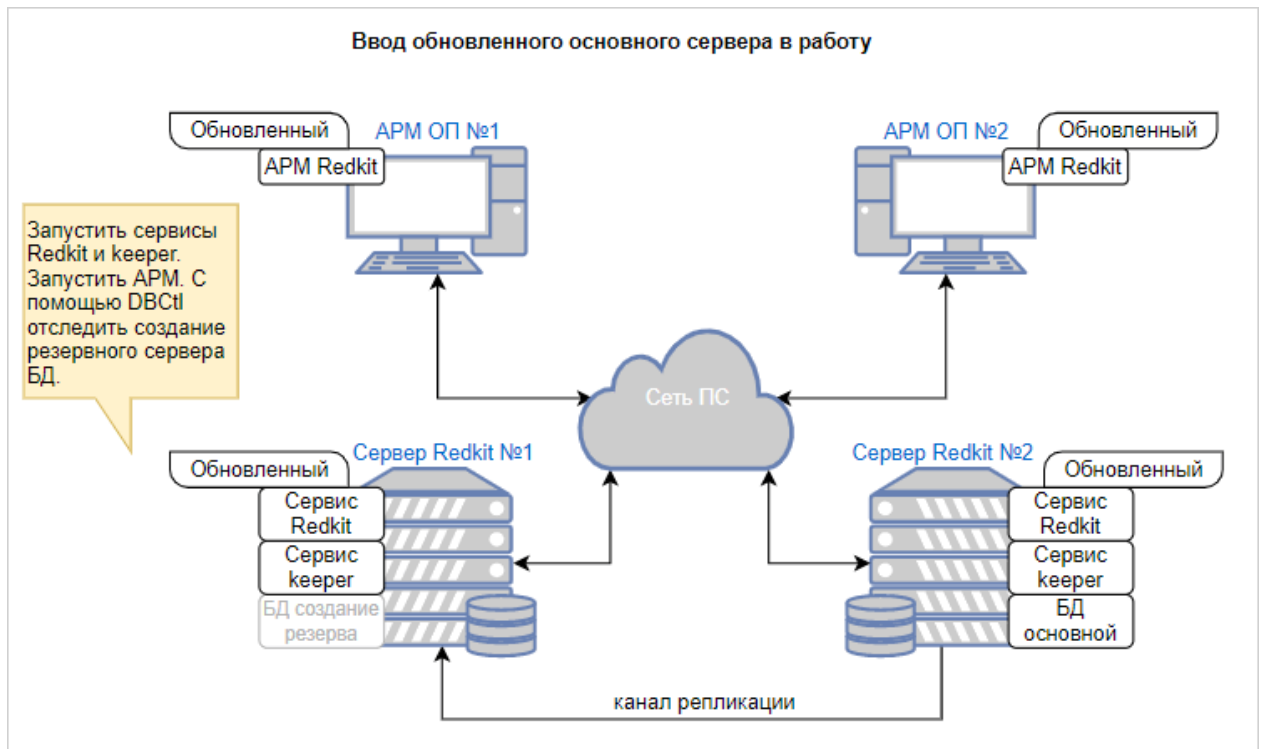 Ввод обновленного основного сервера в работу
Обновленный
АРМ ОП №1
АРМ Redkit
АРМ ОП №2
Обновленный
АРМ Redkit
Запустить сервисы
Redkit и keeper.
Запустить АРМ. С
помощью DBCtl
отследить создание
резервного сервера
БД.
Сеть ПС
Обновленный
Сервер Redkit №1
Сервис
Redkit
Сервис
keeper
БД создание
резерва
Сервер Redkit №2
Обновленный
Сервис
Redkit
Сервис
keeper
БД
основной
канал репликации